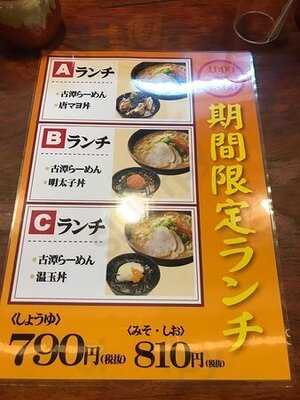 期間限定ランチ
Aランチ
・古潭らーめん
・唐マヨ丼
Bランチ
・古潭らーめん
・明太子丼
Cランチ
・古潭らーめん
・温玉丼
〈しょうゆ〉
790円(税抜)
〈みそ・しお〉
810円(税抜)